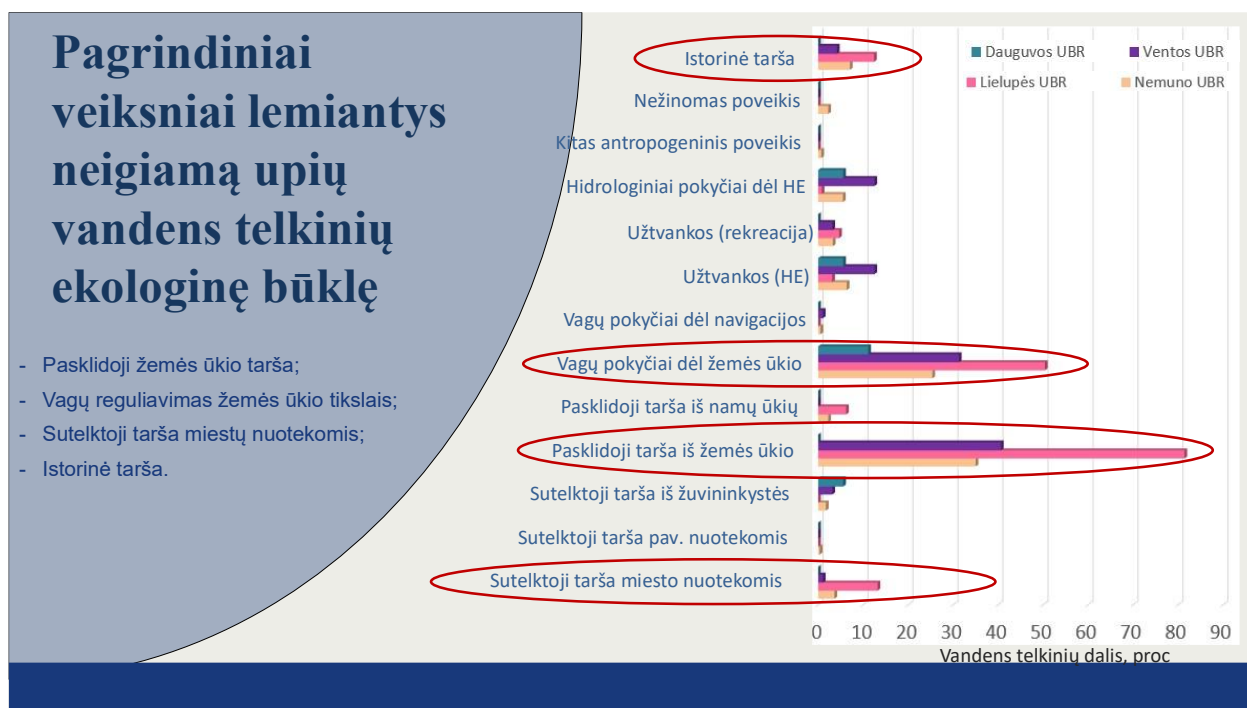 Pagrindiniai
veiksniai lemiantys
neigiamą upių
vandens telkinių
ekologinę būklę
- Pasklidoji žemės ūkio tarša;
- Vagų reguliavimas žemės ūkio tikslais;
- Sutelktoji tarša miestų nuotekomis;
- Istorinė tarša.
Dauguvos UBR
Ventos UBR
Lielupės UBR
Nemuno UBR
Istorinė tarša
Nežinomas poveikis
Kitas antropogeninis poveikis
Hidrologiniai pokyčiai dėl HE
Užtvankos (rekreacija)
Užtvankos (HE)
Vagų pokyčiai dėl navigacijos
Vagų pokyčiai dėl žemės ūkio
Pasklidoji tarša iš namų ūkių
Pasklidoji tarša iš žemės ūkio
Sutelktoji tarša iš žuvininkystės
Sutelktoji tarša pav. nuotekomis
Sutelktoji tarša miesto nuotekomis
0 10 20 30 40 50 60 70 80 90
Vandens telkinių dalis, proc